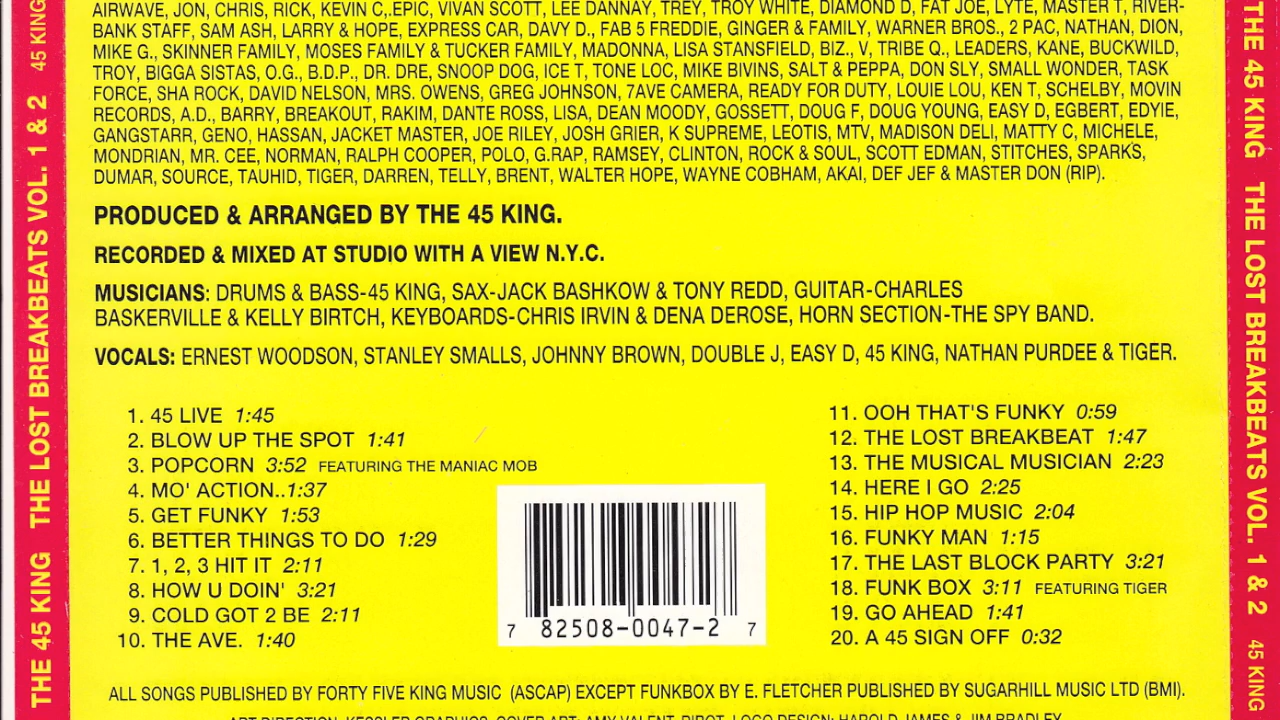 AIRWAVE, JON, CHRIS, RICK, KEVIN C,.EPIC, VIVAN SCOTT, LEE DANNAY, TREY, TROY WHITE, DIAMOND D, FAT JOE, LYTE, MASTER T, RIVER-
BANK STAFF, SAM ASH, LARRY & HOPE, EXPRESS CAR, DAVY D., FAB 5 FREDDIE, GINGER & FAMILY, WARNER BROS., 2 PAC, NATHAN, DION,
MIKE G., SKINNER FAMILY, MOSES FAMILY & TUCKER FAMILY, MADONNA, LISA STANSFIELD, BIZ., V, TRIBE Q., LEADERS, KANE, BUCKWILD,
TROY, BIGGA SISTAS, O.G., B.D.P., DR. DRE, SNOOP DOG, ICE T, TONE LOC, MIKE BIVINS, SALT & PEPPA, DON SLY, SMALL WONDER, TASK
FORCE, SHA ROCK, DAVID NELSON, MRS. OWENS, GREG JOHNSON, 7AVE CAMERA, READY FOR DUTY, LOUIE LOU, KEN T, SCHELBY, MOVIN
RECORDS, A.D., BARRY, BREAKOUT, RAKIM, DANTE ROSS, LISA, DEAN MOODY, GOSSETT, DOUG F, DOUG YOUNG, EASY D, EGBERT, EDYIE,
GANGSTARR, GENO, HASSAN, JACKET MASTER, JOE RILEY, JOSH GRIER, K SUPREME, LEOTIS, MTV, MADISON DELI, MATTY C, MICHELE,
MONDRIAN, MR. CEE, NORMAN, RALPH COOPER, POLO, G.RAP, RAMSEY, CLINTON, ROCK & SOUL, SCOTT EDMAN, STITCHES, SPARKS,
DUMAR, SOURCE, TAUHID, TIGER, DARREN, TELLY, BRENT, WALTER HOPE, WAYNE COBHAM, AKAI, DEF JEF & MASTER DON (RIP).
PRODUCED & ARRANGED BY THE 45 KING.
RECORDED & MIXED AT STUDIO WITH A VIEW N.Y.C.
MUSICIANS: DRUMS & BASS-45 KING, SAX-JACK BASHKOW & TONY REDD, GUITAR-CHARLES
BASKERVILLE & KELLY BIRTCH, KEYBOARDS-CHRIS IRVIN & DENA DEROSE, HORN SECTION-THE SPY BAND.
VOCALS: ERNEST WOODSON, STANLEY SMALLS, JOHNNY BROWN, DOUBLE J, EASY D, 45 KING, NATHAN PURDEE & TIGER.
1. 45 LIVE 1:45
2. BLOW UP THE SPOT 1:41
3. POPCORN 3:52 FEATURING THE MANIAC MOB
4. MO' ACTION..1:37
5. GET FUNKY 1:53
6. BETTER THINGS TO DO 1:29
7. 1, 2, 3 HIT IT 2:11
8. HOW U DOIN' 3:21
9. COLD GOT 2 BE 2:11
10. THE AVE. 1:40
11. OOH THAT'S FUNKY 0:59
12. THE LOST BREAKBEAT 1:47
13. THE MUSICAL MUSICIAN 2:23
14. HERE I GO 2:25
15. HIP HOP MUSIC 2:04
16. FUNKY MAN 1:15
17. THE LAST BLOCK PARTY 3:21
18. FUNK BOX 3:11 FEATURING TIGER
19. GO AHEAD 1:41
20. A 45 SIGN OFF 0:32
7 82508-0047-2 7
ALL SONGS PUBLISHED BY FORTY FIVE KING MUSIC (ASCAP) EXCEPT FUNKBOX BY E. FLETCHER PUBLISHED BY SUGARHILL MUSIC LTD (BMI).
ART DIRECTION: KESSLER GRAPHICS, COVER ART: AMY VALENT-RIBOT, LOGO DESIGN: HAROLD JAMES & JIM BRADLEY
THE 45 KING THE LOST BREAKBEATS VOL. 1 & 2 45 KING
THE 45 KING THE LOST BREAKBEATS VOL. 1 & 2 45 KING